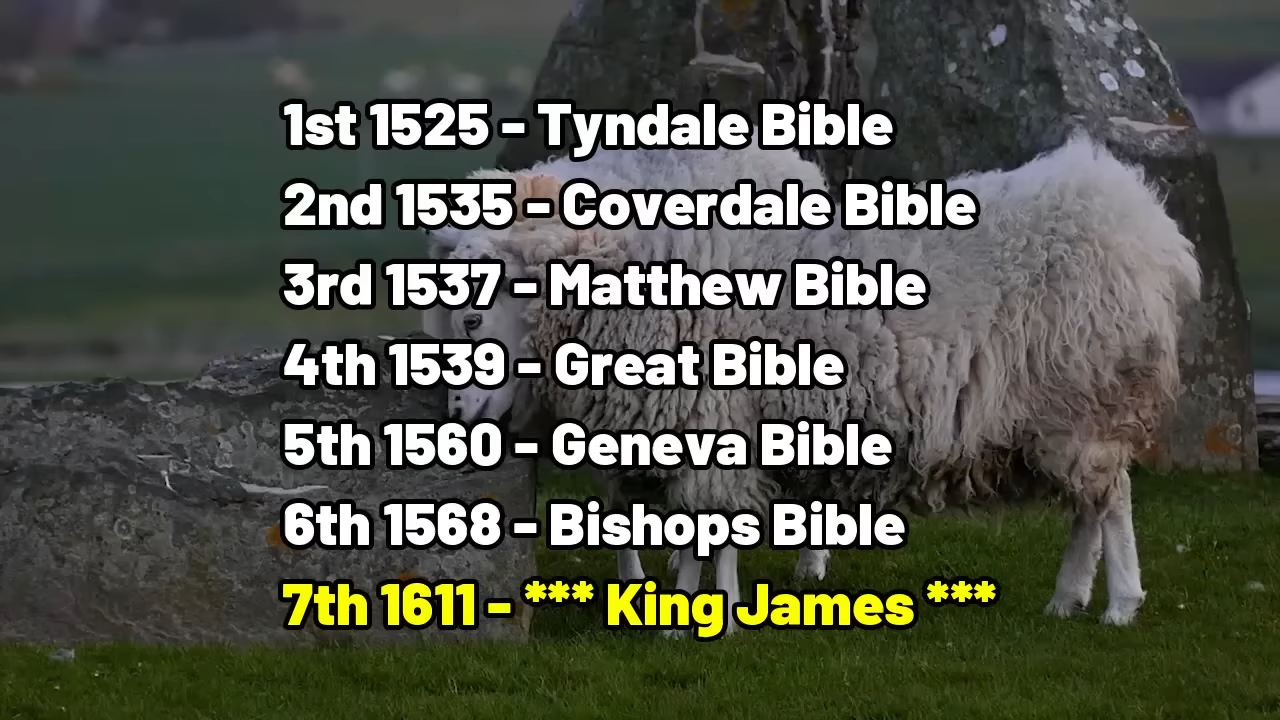 1st 1525 - Tyndale Bible
2nd 1535 - Coverdale Bible
3rd 1537 - Matthew Bible
4th 1539 - Great Bible
5th 1560 - Geneva Bible
6th 1568 - Bishops Bible
7th 1611 - *** King James ***